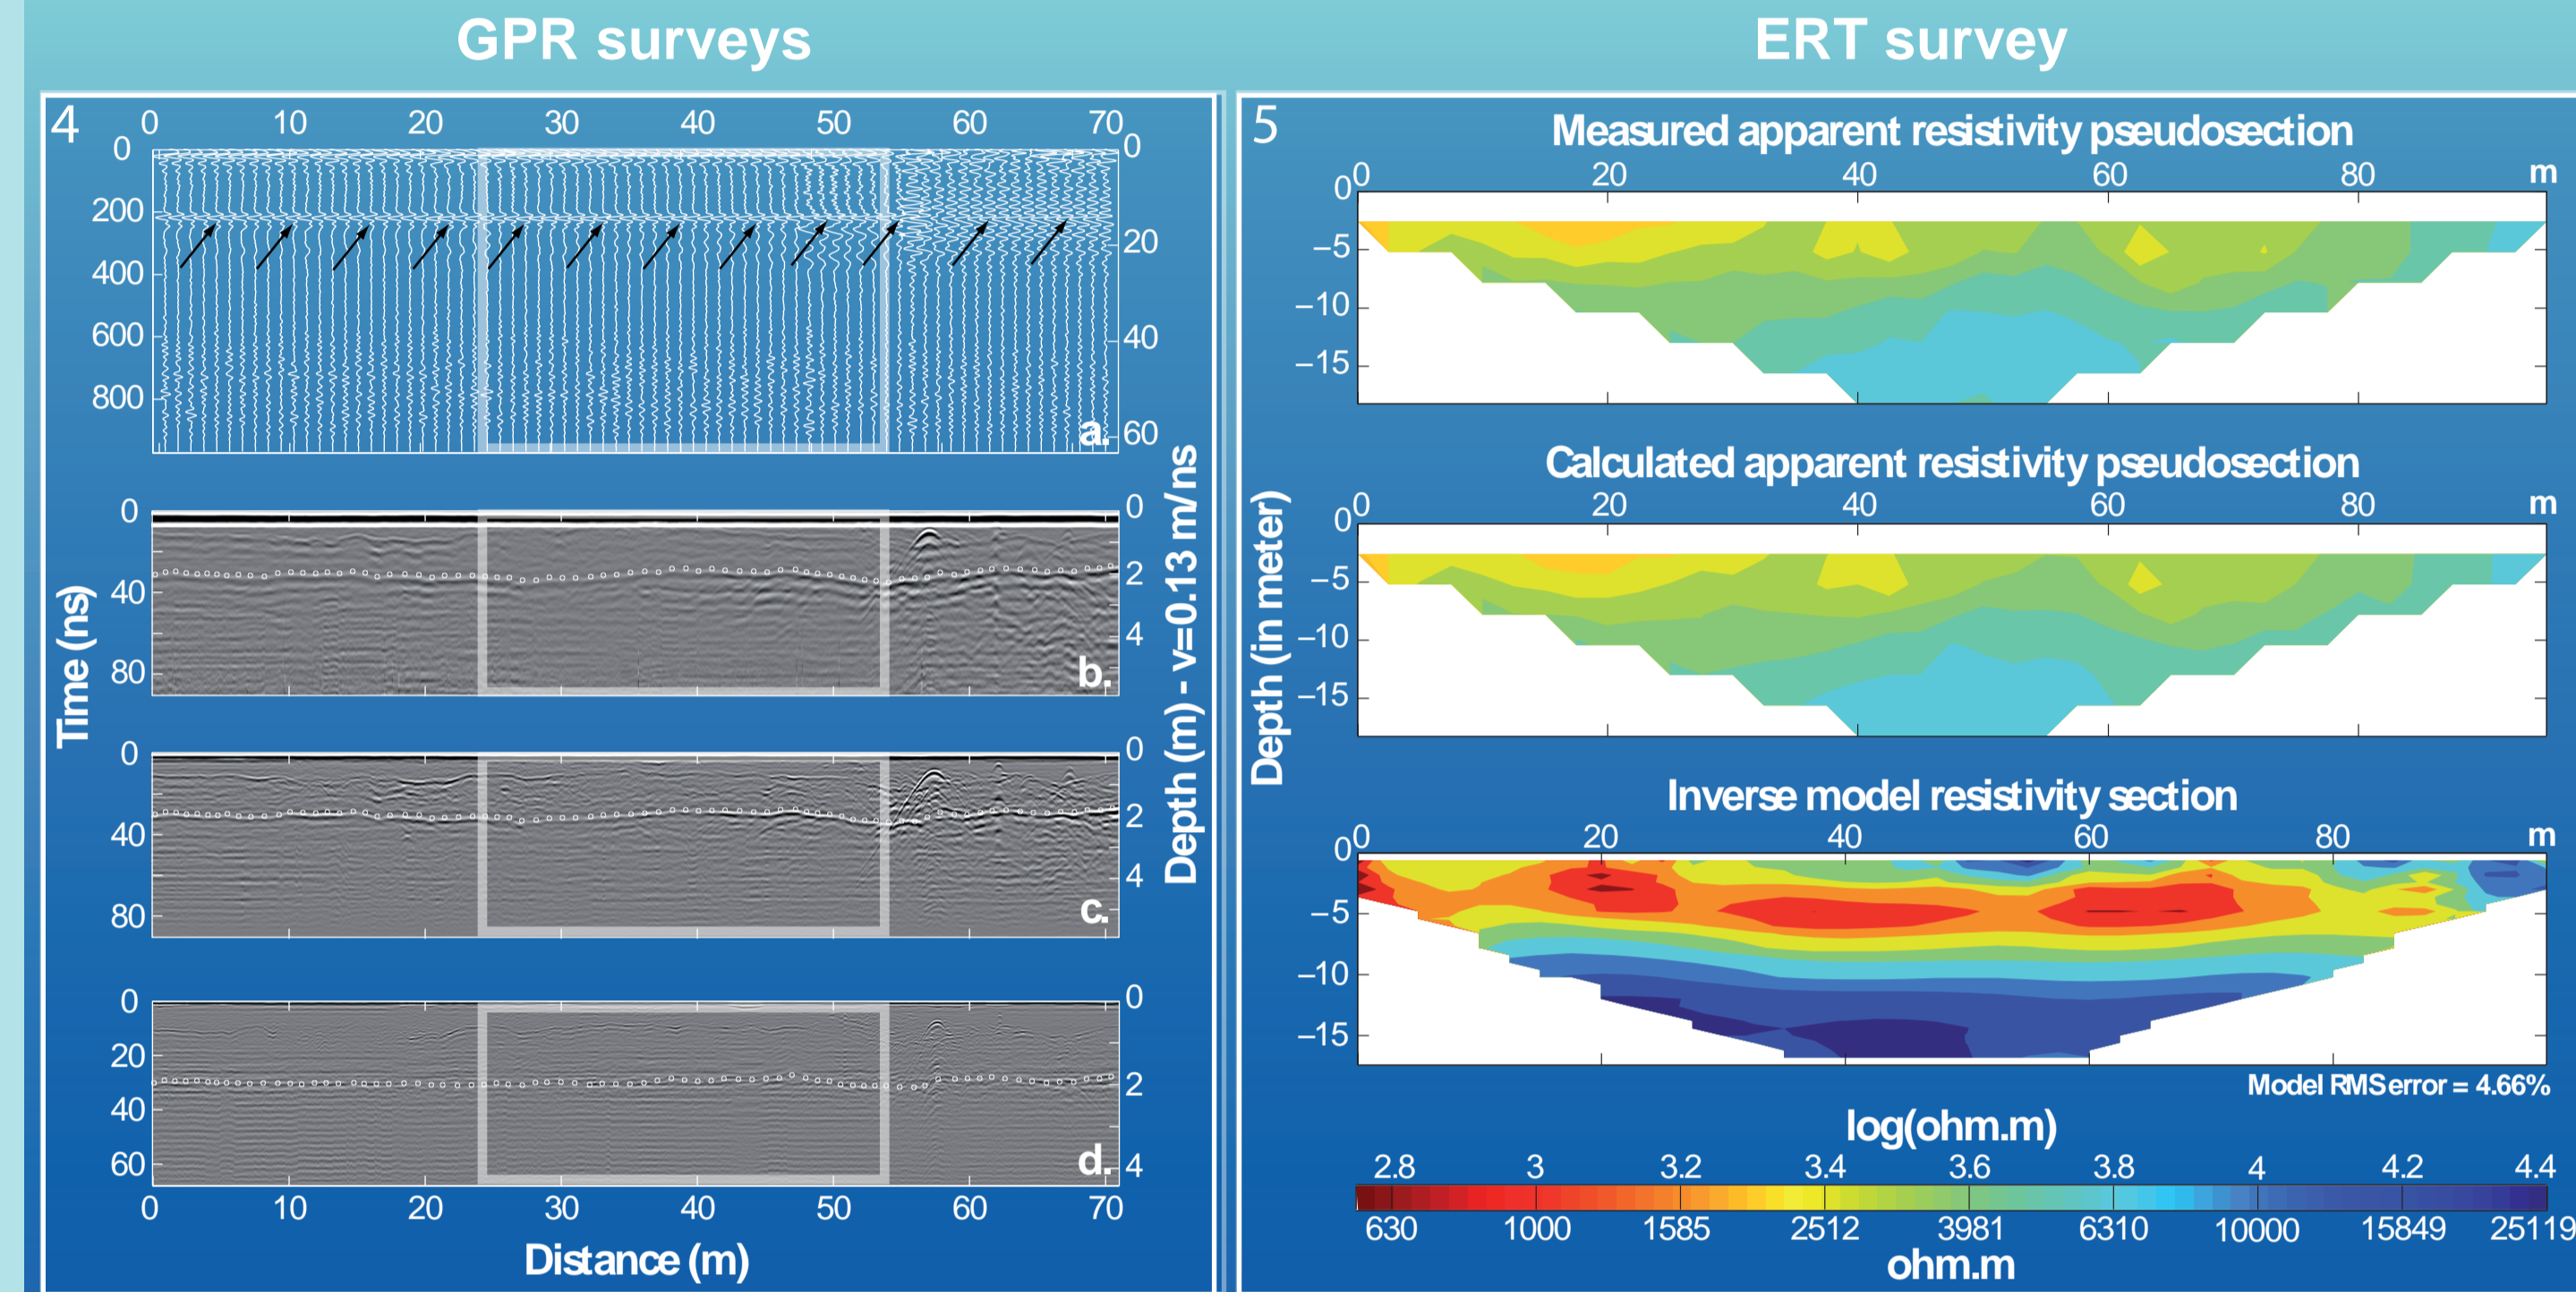 GPR surveys
4
0 10 20 30 40 50 60 70
0
200
400
600
800
0
20
40
60
a.
0
40
80
0
2
4
b.
0
40
80
0
2
4
c.
0
20
40
60
0
2
4
d.
0 10 20 30 40 50 60 70
Time (ns)
Depth (m) - v=0.13 m/ns
Distance (m)
ERT survey
5
Measured apparent resistivity pseudosection
0 20 40 60 80 m
0
–5
–10
–15
Calculated apparent resistivity pseudosection
0 20 40 60 80 m
0
–5
–10
–15
Depth (in meter)
Inverse model resistivity section
0 20 40 60 80 m
0
–5
–10
–15
Model RMS error = 4.66%
log(ohm.m)
2.8 3 3.2 3.4 3.6 3.8 4 4.2 4.4
630 1000 1585 2512 3981 6310 10000 15849 25119
ohm.m